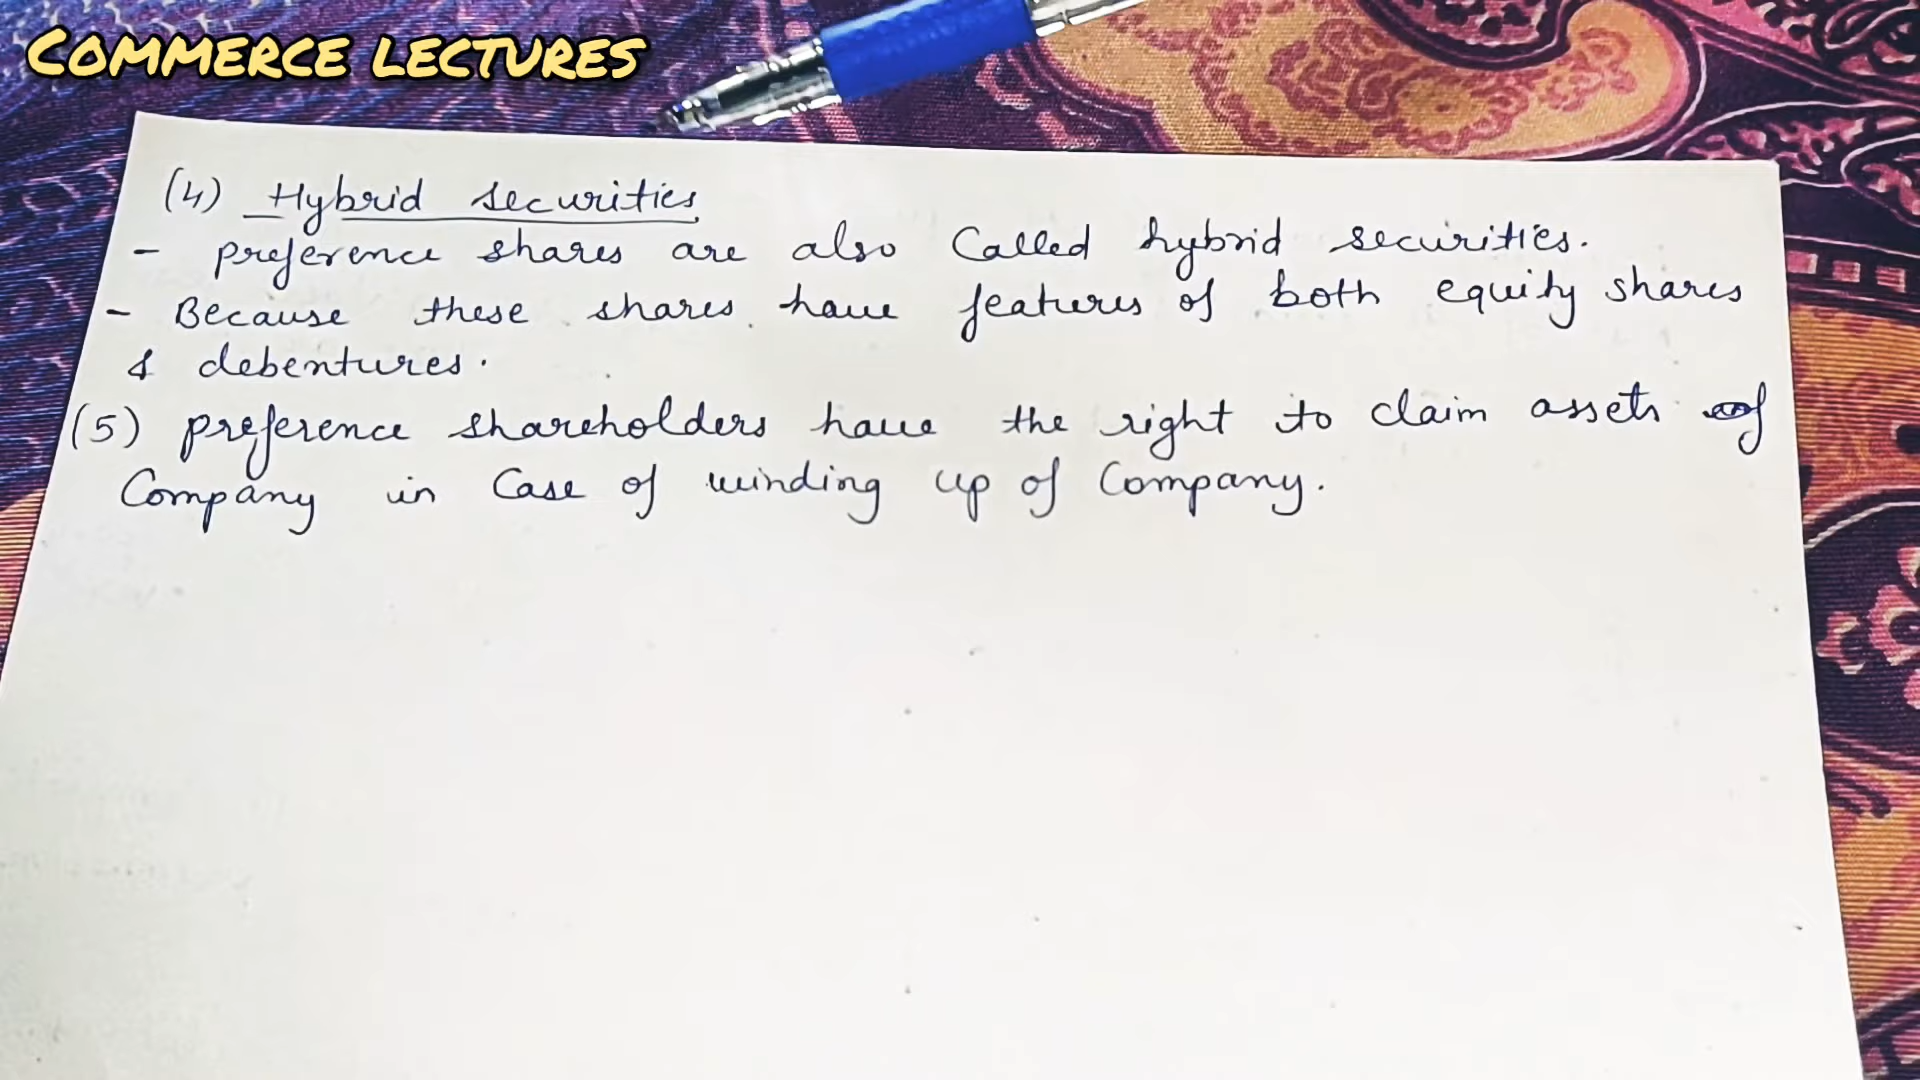 COMMERCE LECTURES
(4) Hybrid securities
- preference shares are also Called hybrid securities.
- Because these shares have features of both equity shares
& debentures.
(5) preference shareholders have the right to claim assets of
Company in Case of winding up of Company.